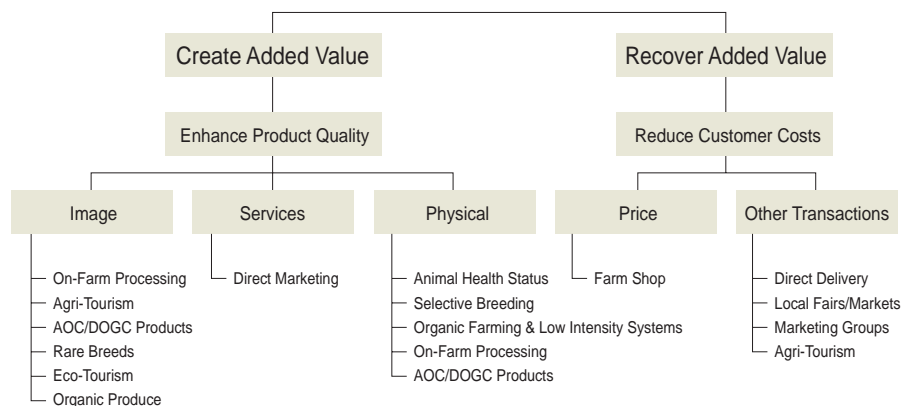 Create Added Value
Recover Added Value
Enhance Product Quality
Reduce Customer Costs
Image
Services
Physical
Price
Other Transactions
On-Farm Processing
Agri-Tourism
AOC/DOGC Products
Rare Breeds
Eco-Tourism
Organic Produce
Direct Marketing
Animal Health Status
Selective Breeding
Organic Farming & Low Intensity Systems
On-Farm Processing
AOC/DOGC Products
Farm Shop
Direct Delivery
Local Fairs/Markets
Marketing Groups
Agri-Tourism